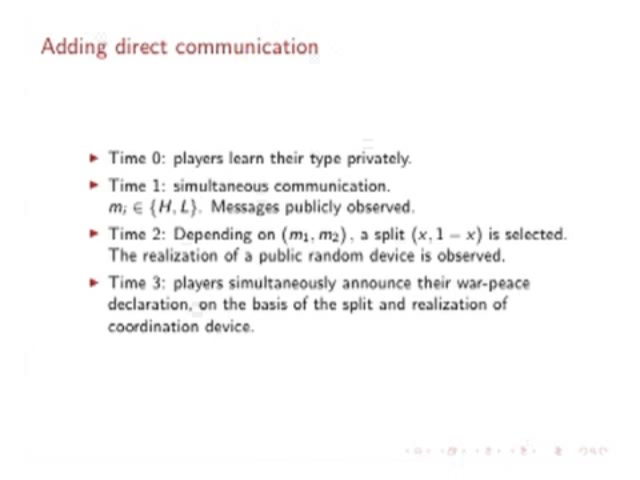 Adding direct communication
Time 0: players learn their type privately.
Time 1: simultaneous communication.
mᵢ ∈ {H, L}. Messages publicly observed.
Time 2: Depending on (m₁, m₂), a split (x, 1 − x) is selected.
The realization of a public random device is observed.
Time 3: players simultaneously announce their war-peace
declaration, on the basis of the split and realization of
coordination device.